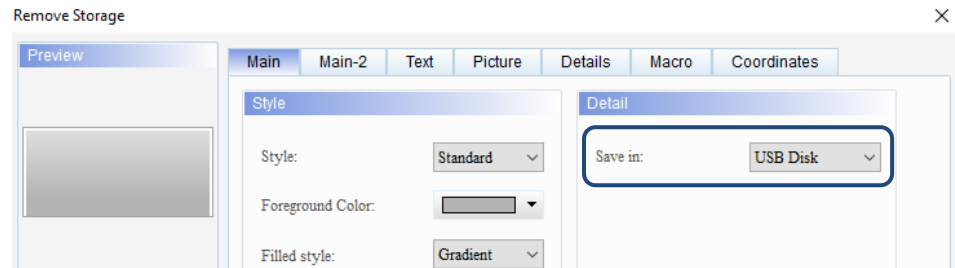 Remove Storage
Preview
Main Main-2 Text Picture Details Macro Coordinates
Style
Detail
Style: Standard
Save in: USB Disk
Foreground Color:
Filled style: Gradient